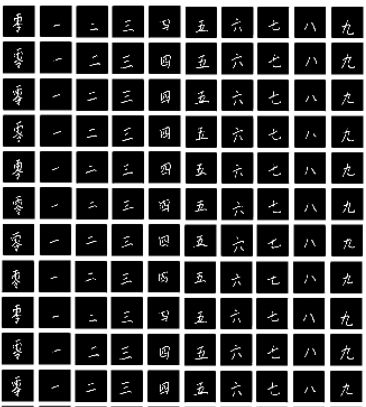 零 一 二 三 四 五 六 七 八 九
零 一 二 三 四 五 六 七 八 九
零 一 二 三 四 五 六 七 八 九
零 一 二 三 四 五 六 七 八 九
零 一 二 三 四 五 六 七 八 九
零 一 二 三 四 五 六 七 八 九
零 一 二 三 四 五 六 七 八 九
零 一 二 三 四 五 六 七 八 九
零 一 二 三 四 五 六 七 八 九
零 一 二 三 四 五 六 七 八 九
零 一 二 三 四 五 六 七 八 九